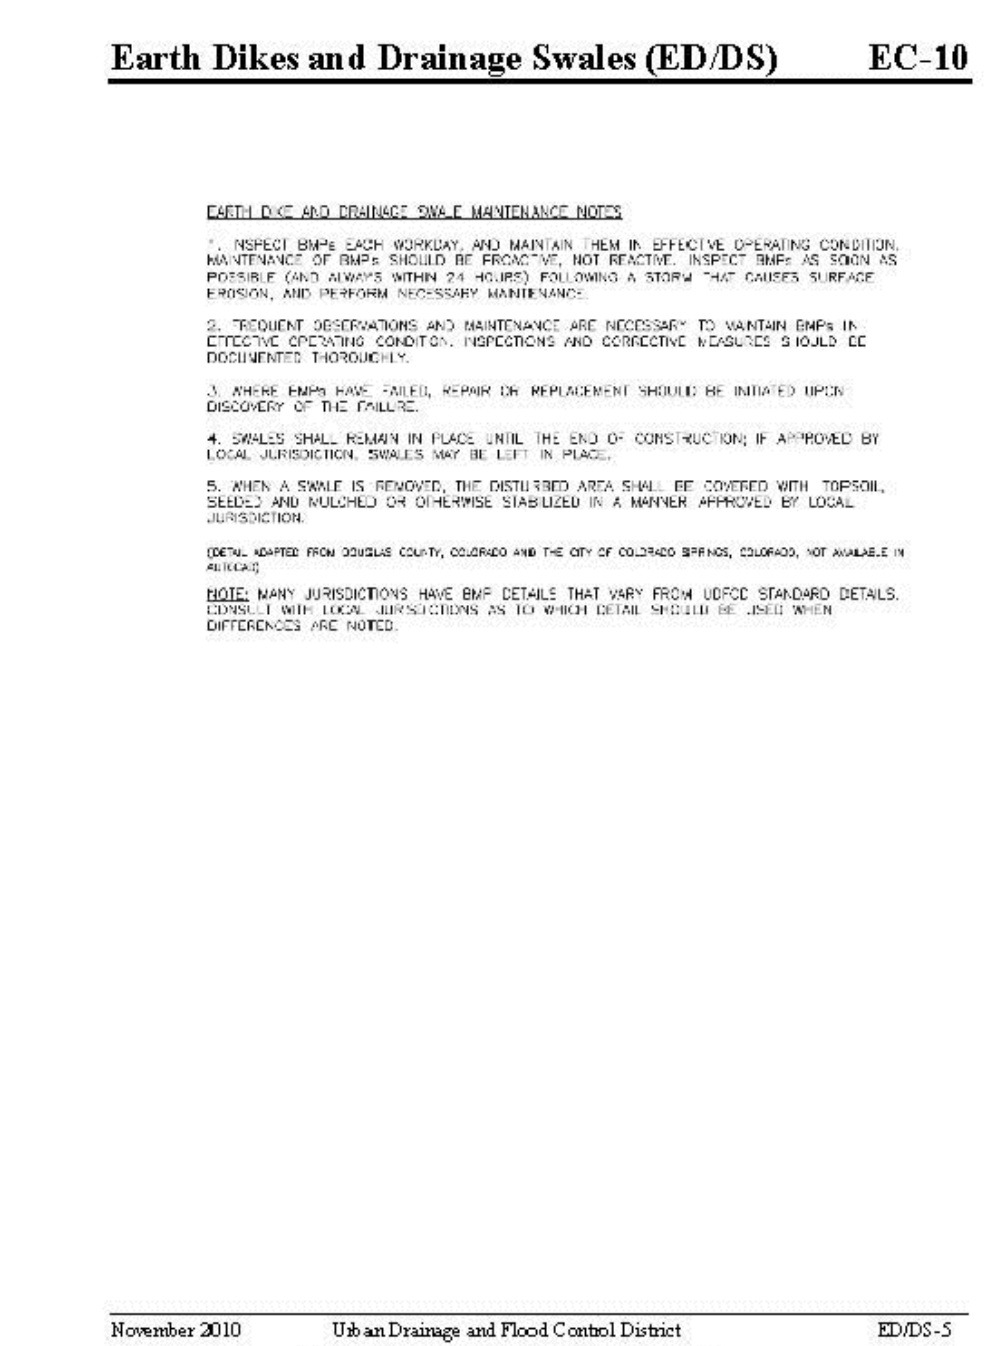 Earth Dikes and Drainage Swales (ED/DS) EC-10
EARTH DIKE AND DRAINAGE SWALE MAINTENANCE NOTES
1. INSPECT BMPs EACH WORKDAY, AND MAINTAIN THEM IN EFFECTIVE OPERATING CONDITION.
MAINTENANCE OF BMPs SHOULD BE PROACTIVE, NOT REACTIVE. INSPECT BMPs AS SOON AS
POSSIBLE (AND ALWAYS WITHIN 24 HOURS) FOLLOWING A STORM THAT CAUSES SURFACE
EROSION, AND PERFORM NECESSARY MAINTENANCE.
2. FREQUENT OBSERVATIONS AND MAINTENANCE ARE NECESSARY TO MAINTAIN BMPs IN
EFFECTIVE OPERATING CONDITION. INSPECTIONS AND CORRECTIVE MEASURES SHOULD BE
DOCUMENTED THOROUGHLY.
3. WHERE BMPs HAVE FAILED, REPAIR OR REPLACEMENT SHOULD BE INITIATED UPON
DISCOVERY OF THE FAILURE.
4. SWALES SHALL REMAIN IN PLACE UNTIL THE END OF CONSTRUCTION; IF APPROVED BY
LOCAL JURISDICTION, SWALES MAY BE LEFT IN PLACE.
5. WHEN A SWALE IS REMOVED, THE DISTURBED AREA SHALL BE COVERED WITH TOPSOIL,
SEEDED AND MULCHED OR OTHERWISE STABILIZED IN A MANNER APPROVED BY LOCAL
JURISDICTION.
(DETAIL ADAPTED FROM DOUGLAS COUNTY, COLORADO AND THE CITY OF COLORADO SPRINGS, COLORADO, NOT AVAILABLE IN
AUTOCAD)
NOTE: MANY JURISDICTIONS HAVE BMP DETAILS THAT VARY FROM UDFCD STANDARD DETAILS.
CONSULT WITH LOCAL JURISDICTIONS AS TO WHICH DETAIL SHOULD BE USED WHEN
DIFFERENCES ARE NOTED.
November 2010 Urban Drainage and Flood Control District ED/DS-5